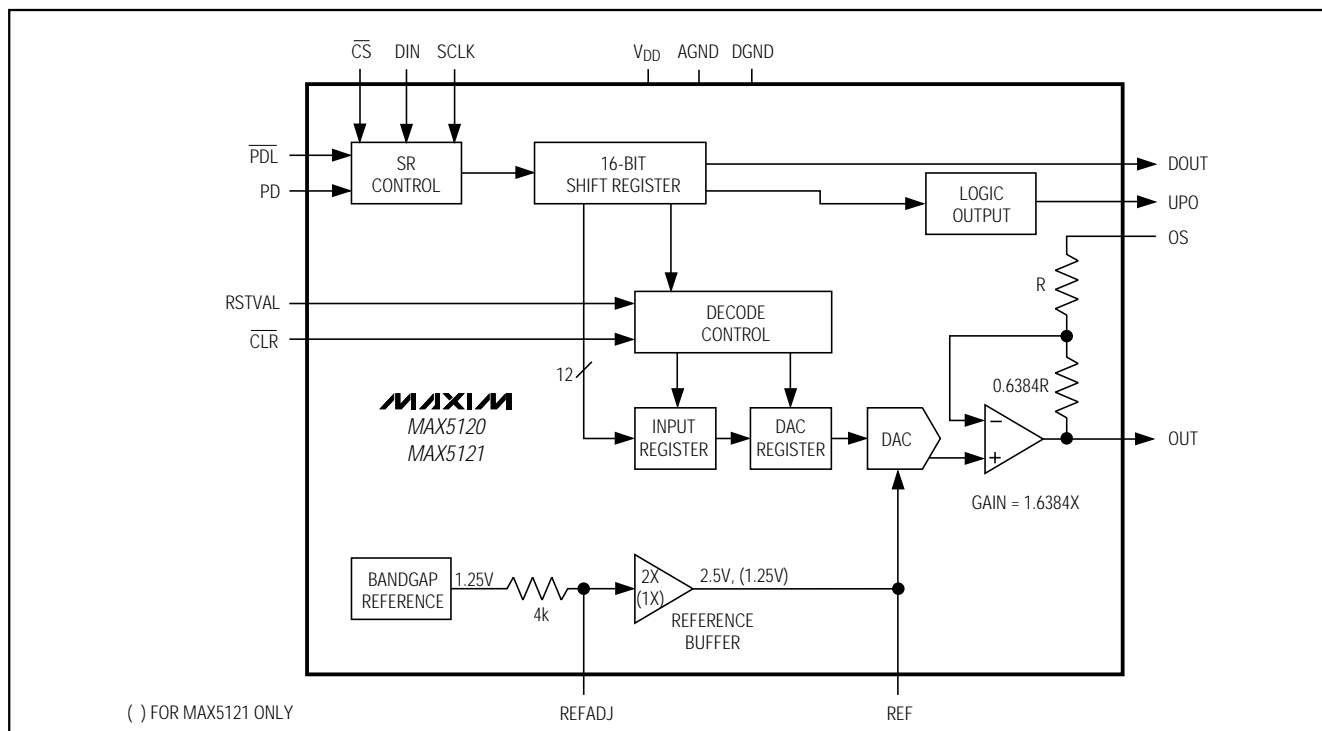 CS DIN SCLK VDD AGND DGND
PDL
PD
SR
CONTROL
16-BIT
SHIFT REGISTER
DOUT
LOGIC
OUTPUT
UPO
OS
R
RSTVAL
CLR
DECODE
CONTROL
12
0.6384R
MAXIM
MAX5120
MAX5121
INPUT
REGISTER
DAC
REGISTER
DAC
−
+
OUT
GAIN = 1.6384X
BANDGAP
REFERENCE
1.25V
4k
2X
(1X)
2.5V, (1.25V)
REFERENCE
BUFFER
( ) FOR MAX5121 ONLY
REFADJ
REF